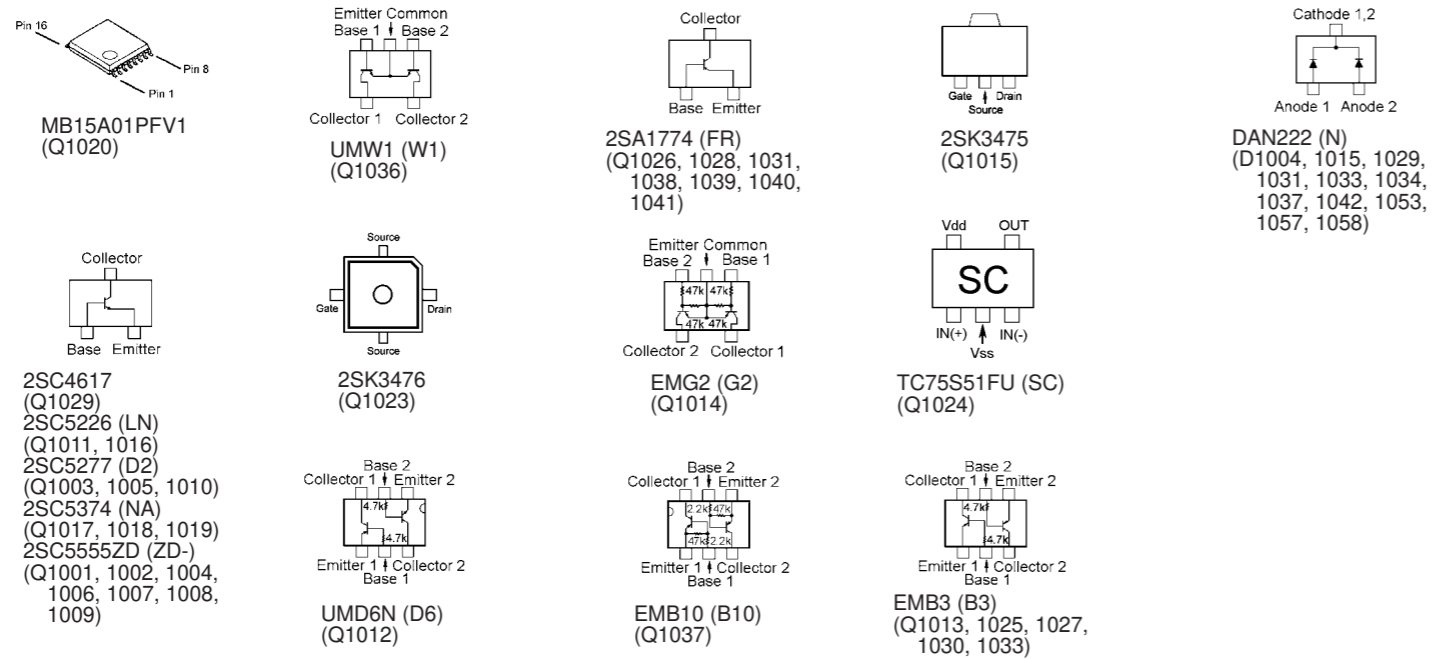 Pin 16
Pin 8
Pin 1
MB15A01PFV1
(Q1020)
Emitter Common
Base 1 Base 2
Collector 1 Collector 2
UMW1 (W1)
(Q1036)
Collector
Base Emitter
2SA1774 (FR)
(Q1026, 1028, 1031,
1038, 1039, 1040,
1041)
Gate Drain
Source
2SK3475
(Q1015)
Cathode 1,2
Anode 1 Anode 2
DAN222 (N)
(D1004, 1015, 1029,
1031, 1033, 1034,
1037, 1042, 1053,
1057, 1058)
Collector
Base Emitter
2SC4617
(Q1029)
2SC5226 (LN)
(Q1011, 1016)
2SC5277 (D2)
(Q1003, 1005, 1010)
2SC5374 (NA)
(Q1017, 1018, 1019)
2SC5555ZD (ZD-)
(Q1001, 1002, 1004,
1006, 1007, 1008,
1009)
Source
Gate Drain
Source
2SK3476
(Q1023)
Emitter Common
Base 2 Base 1
47k 47k
47k 47k
Collector 2 Collector 1
EMG2 (G2)
(Q1014)
Vdd OUT
SC
IN(+) IN(-)
Vss
TC75S51FU (SC)
(Q1024)
Base 2
Collector 1 Emitter 2
4.7k
4.7k
Emitter 1 Collector 2
Base 1
UMD6N (D6)
(Q1012)
Base 2
Collector 1 Emitter 2
2.2k 47k
47k 2.2k
Emitter 1 Collector 2
Base 1
EMB10 (B10)
(Q1037)
Base 2
Collector 1 Emitter 2
4.7k
4.7k
Emitter 1 Collector 2
Base 1
EMB3 (B3)
(Q1013, 1025, 1027,
1030, 1033)